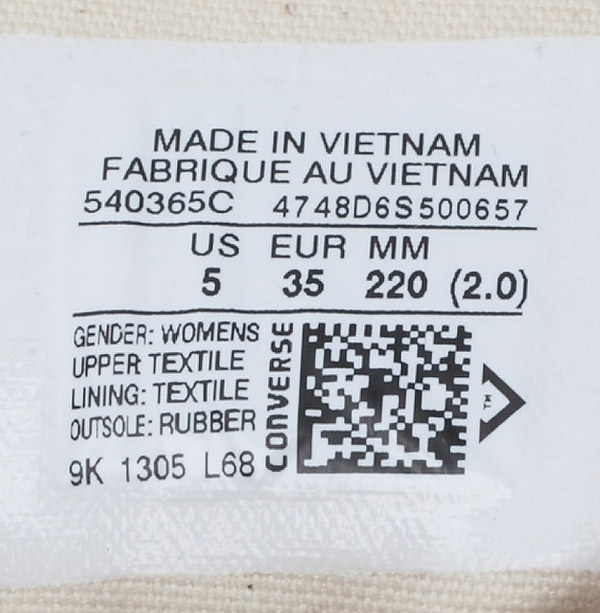 MADE IN VIETNAM
FABRIQUE AU VIETNAM
540365C 4748D6S500657
US EUR MM
5 35 220 (2.0)
GENDER: WOMENS
UPPER: TEXTILE
LINING: TEXTILE
OUTSOLE: RUBBER
9K 1305 L68
CONVERSE
TM